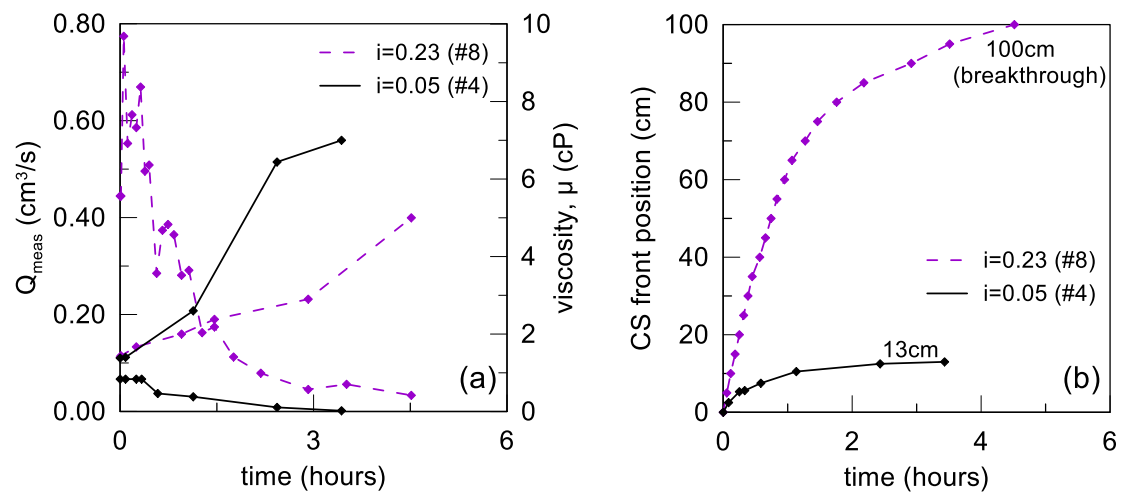 Q_meas (cm³/s)
0.80
0.60
0.40
0.20
0.00
i=0.23 (#8)
i=0.05 (#4)
10
8
6
4
2
0
viscosity, μ (cP)
(a)
0
3
6
time (hours)
CS front position (cm)
100
80
60
40
20
0
100cm
(breakthrough)
i=0.23 (#8)
i=0.05 (#4)
13cm
(b)
0
2
4
6
time (hours)